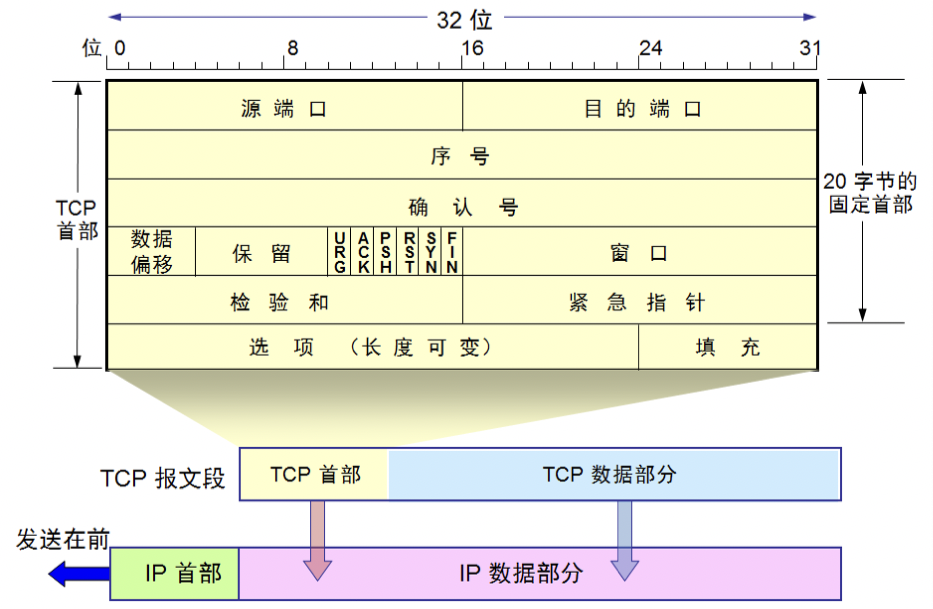 32 位
位 0 8 16 24 31
源 端 口 目 的 端 口
序 号
确 认 号
TCP
首部
20 字节的
固定首部
数据
偏移
保 留
URG
ACK
PSH
RST
SYN
FIN
窗 口
检 验 和 紧 急 指 针
选 项 （长 度 可 变） 填 充
TCP 报文段 TCP 首部 TCP 数据部分
发送在前
IP 首部 IP 数据部分